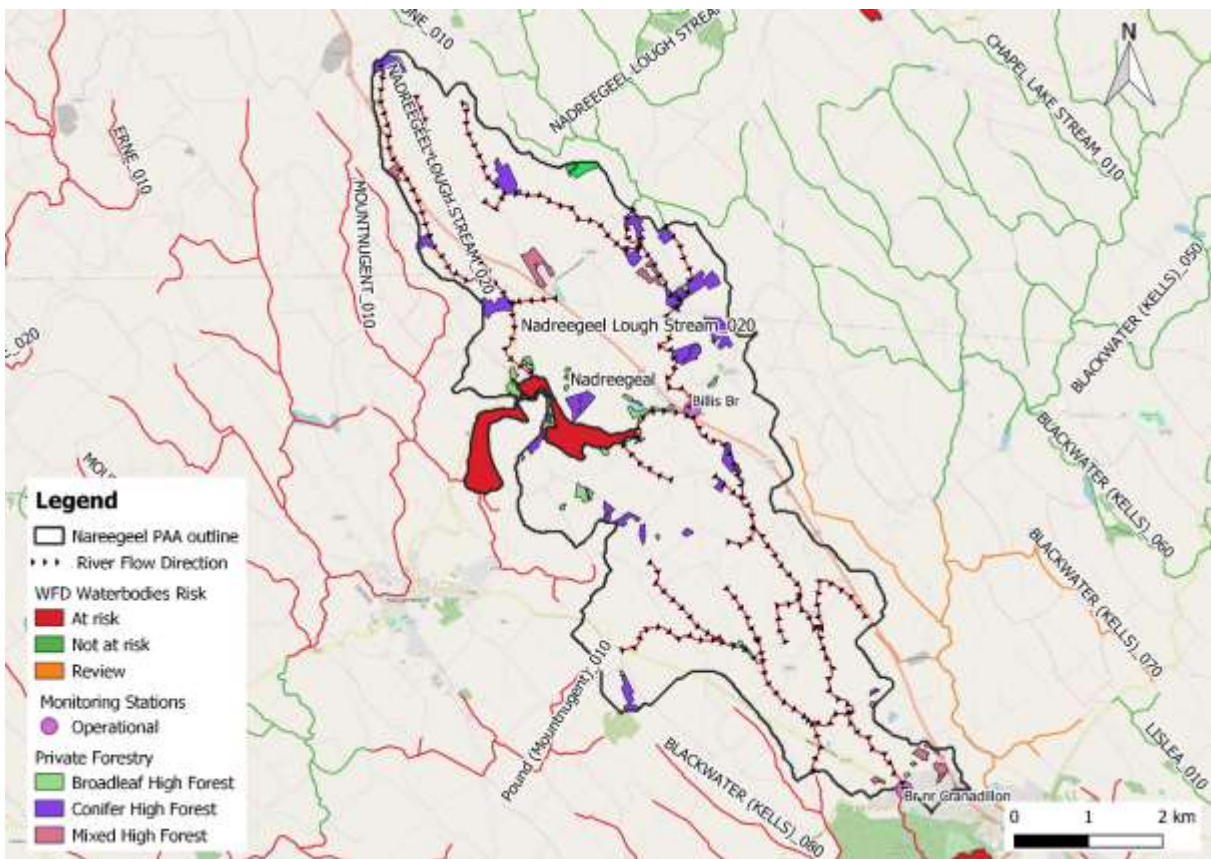 NADREEGEEL LOUGH STREAM
N
CHAPEL LAKE STREAM_010
NADREEGEEL LOUGH STREAM_020
ERNE_010
MOUNTNUGENT_010
BLACKWATER (KELLS)_050
Nadreegeel Lough Stream_020
Nadreegeal
Billis Br
BLACKWATER (KELLS)_060
BLACKWATER (KELLS)_070
Pound (Mountnugent)_010
BLACKWATER (KELLS)_080
LISLEA_010
Br nr Granadillon
Legend
Nareegeel PAA outline
River Flow Direction
WFD Waterbodies Risk
At risk
Not at risk
Review
Monitoring Stations
Operational
Private Forestry
Broadleaf High Forest
Conifer High Forest
Mixed High Forest
0 1 2 km